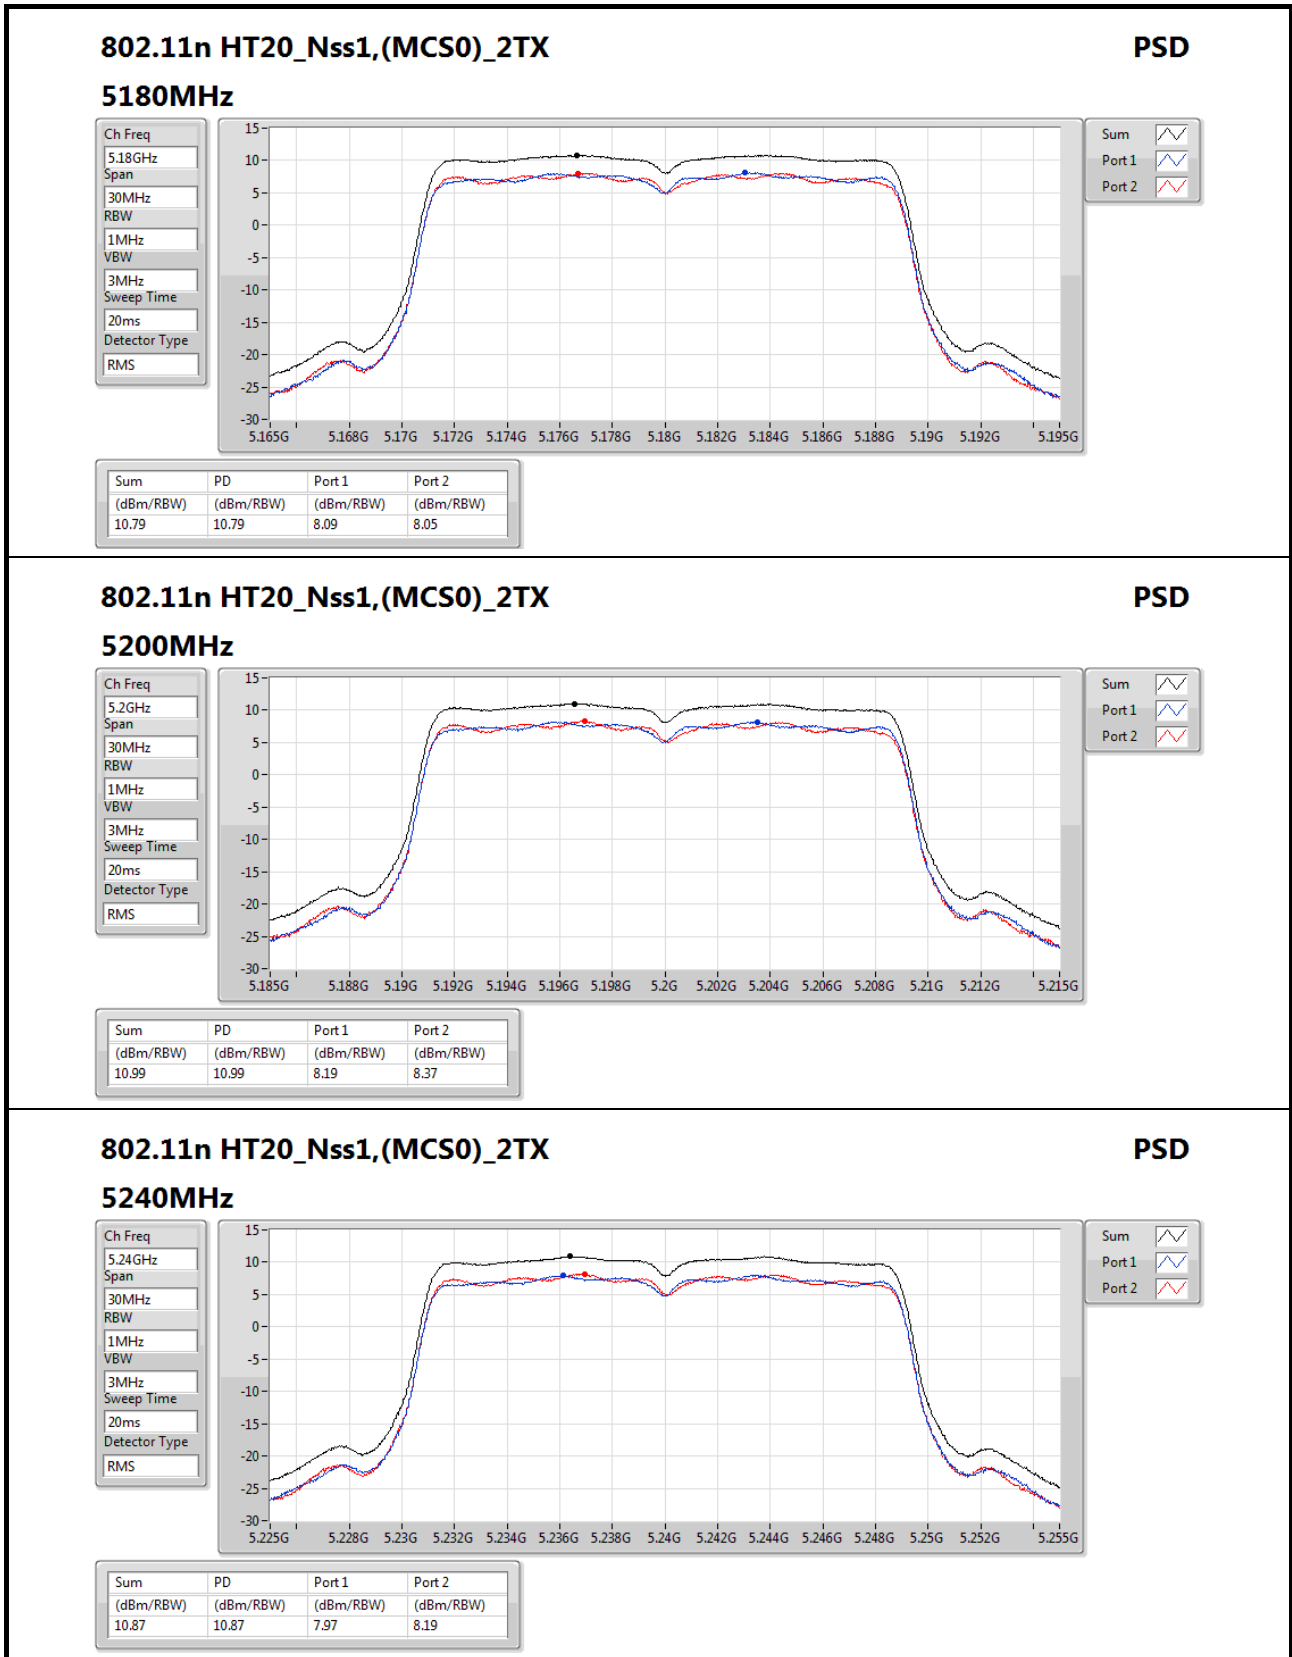 802.11n HT20_Nss1,(MCS0)_2TX PSD
5180MHz
Ch Freq
5.18GHz
Span
30MHz
RBW
1MHz
VBW
3MHz
Sweep Time
20ms
Detector Type
RMS
15
10
5
0
-5
-10
-15
-20
-25
-30
5.165G 5.168G 5.17G 5.172G 5.174G 5.176G 5.178G 5.18G 5.182G 5.184G 5.186G 5.188G 5.19G 5.192G 5.195G
Sum
Port 1
Port 2
Sum PD Port 1 Port 2
(dBm/RBW) (dBm/RBW) (dBm/RBW) (dBm/RBW)
10.79 10.79 8.09 8.05
802.11n HT20_Nss1,(MCS0)_2TX PSD
5200MHz
Ch Freq
5.2GHz
Span
30MHz
RBW
1MHz
VBW
3MHz
Sweep Time
20ms
Detector Type
RMS
15
10
5
0
-5
-10
-15
-20
-25
-30
5.185G 5.188G 5.19G 5.192G 5.194G 5.196G 5.198G 5.2G 5.202G 5.204G 5.206G 5.208G 5.21G 5.212G 5.215G
Sum
Port 1
Port 2
Sum PD Port 1 Port 2
(dBm/RBW) (dBm/RBW) (dBm/RBW) (dBm/RBW)
10.99 10.99 8.19 8.37
802.11n HT20_Nss1,(MCS0)_2TX PSD
5240MHz
Ch Freq
5.24GHz
Span
30MHz
RBW
1MHz
VBW
3MHz
Sweep Time
20ms
Detector Type
RMS
15
10
5
0
-5
-10
-15
-20
-25
-30
5.225G 5.228G 5.23G 5.232G 5.234G 5.236G 5.238G 5.24G 5.242G 5.244G 5.246G 5.248G 5.25G 5.252G 5.255G
Sum
Port 1
Port 2
Sum PD Port 1 Port 2
(dBm/RBW) (dBm/RBW) (dBm/RBW) (dBm/RBW)
10.87 10.87 7.97 8.19